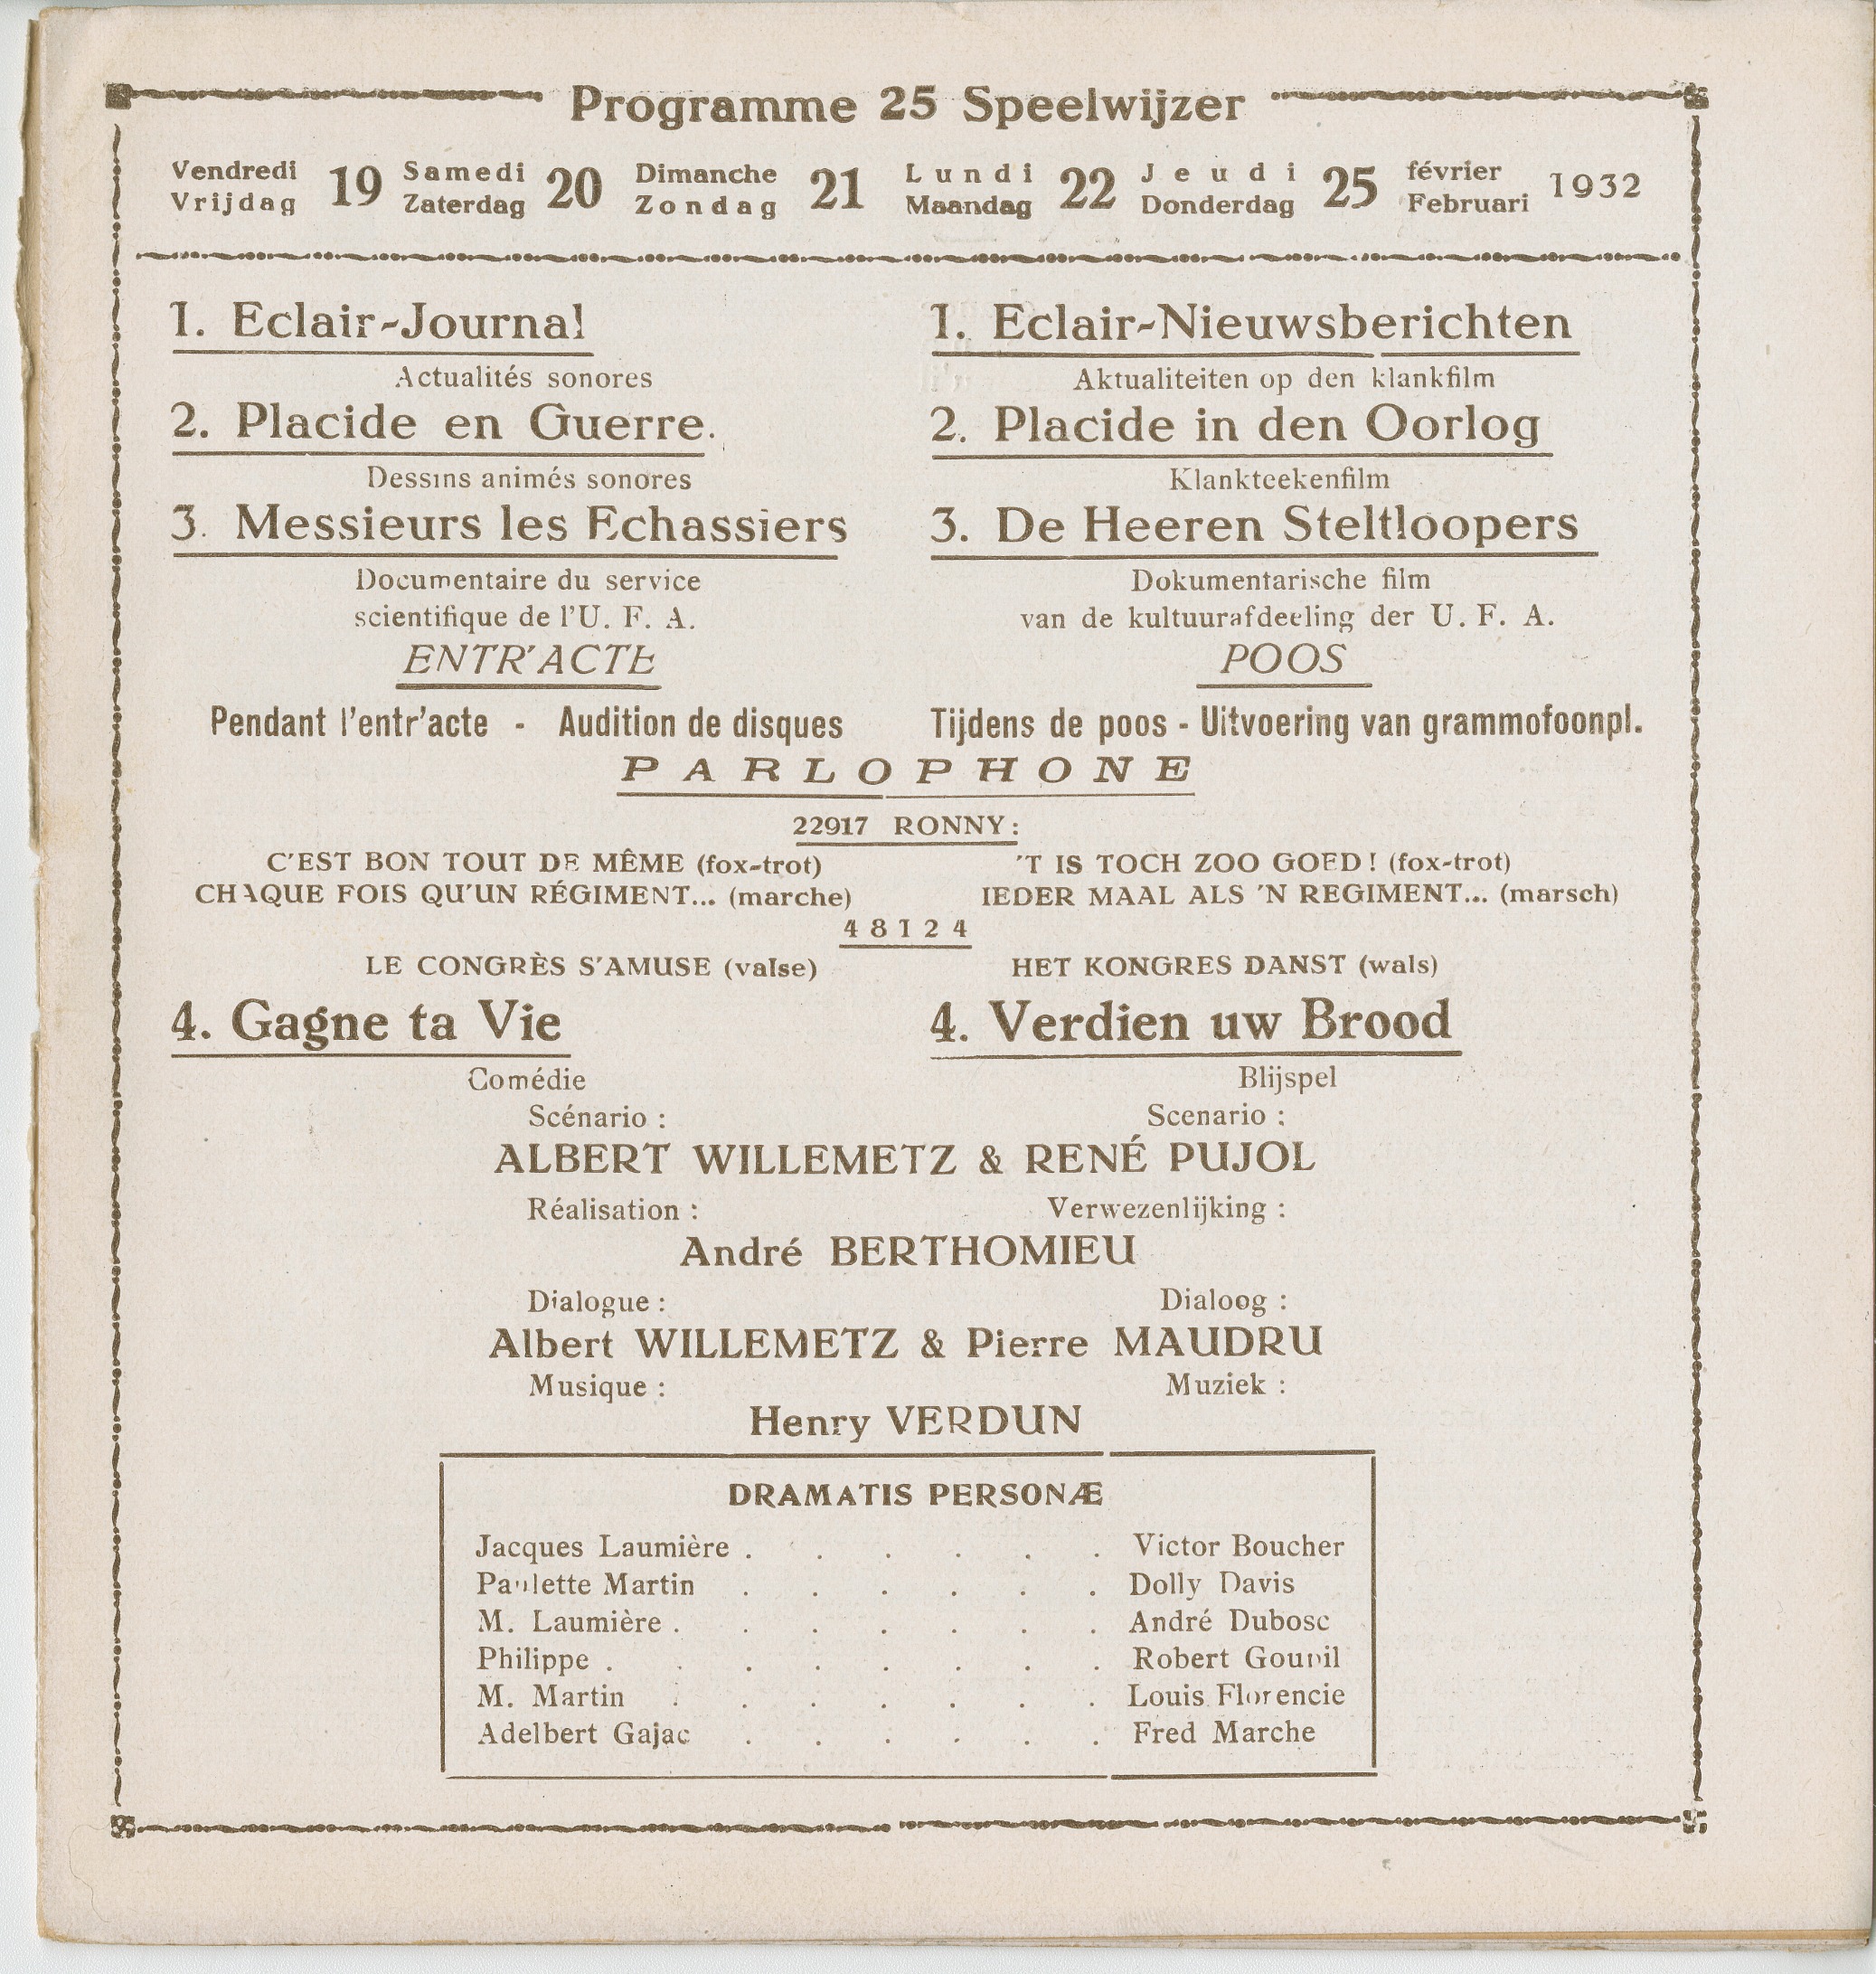 Programme 25 Speelwijzer
Vendredi 19 Samedi 20 Dimanche 21 Lundi 22 Jeudi 25 février 1932
Vrijdag Zaterdag Zondag Maandag Donderdag Februari
1. Eclair-Journal
Actualités sonores
2. Placide en Guerre.
Dessins animés sonores
3. Messieurs les Echassiers
Documentaire du service
scientifique de l'U. F. A.
ENTR'ACTE
Pendant l'entr'acte - Audition de disques
1. Eclair-Nieuwsberichten
Aktualiteiten op den klankfilm
2. Placide in den Oorlog
Klankteekenfilm
3. De Heeren Steltloopers
Dokumentarische film
van de kultuurafdeeling der U. F. A.
POOS
Tijdens de poos - Uitvoering van grammofoonpl.
PARLOPHONE
22917 RONNY:
C'EST BON TOUT DE MÊME (fox-trot) 'T IS TOCH ZOO GOED! (fox-trot)
CHAQUE FOIS QU'UN RÉGIMENT... (marche) IEDER MAAL ALS 'N REGIMENT... (marsch)
48124
LE CONGRÈS S'AMUSE (valse) HET KONGRES DANST (wals)
4. Gagne ta Vie 4. Verdien uw Brood
Comédie Blijspel
Scénario : Scenario :
ALBERT WILLEMETZ & RENÉ PUJOL
Réalisation : Verwezenlijking :
André BERTHOMIEU
Dialogue : Dialoog :
Albert WILLEMETZ & Pierre MAUDRU
Musique : Muziek :
Henry VERDUN
DRAMATIS PERSONÆ
Jacques Laumière . . . . . . Victor Boucher
Paulette Martin . . . . . . Dolly Davis
M. Laumière . . . . . . . André Dubosc
Philippe . . . . . . . . Robert Goupil
M. Martin . . . . . . . Louis Florencie
Adelbert Gajac . . . . . . Fred Marche